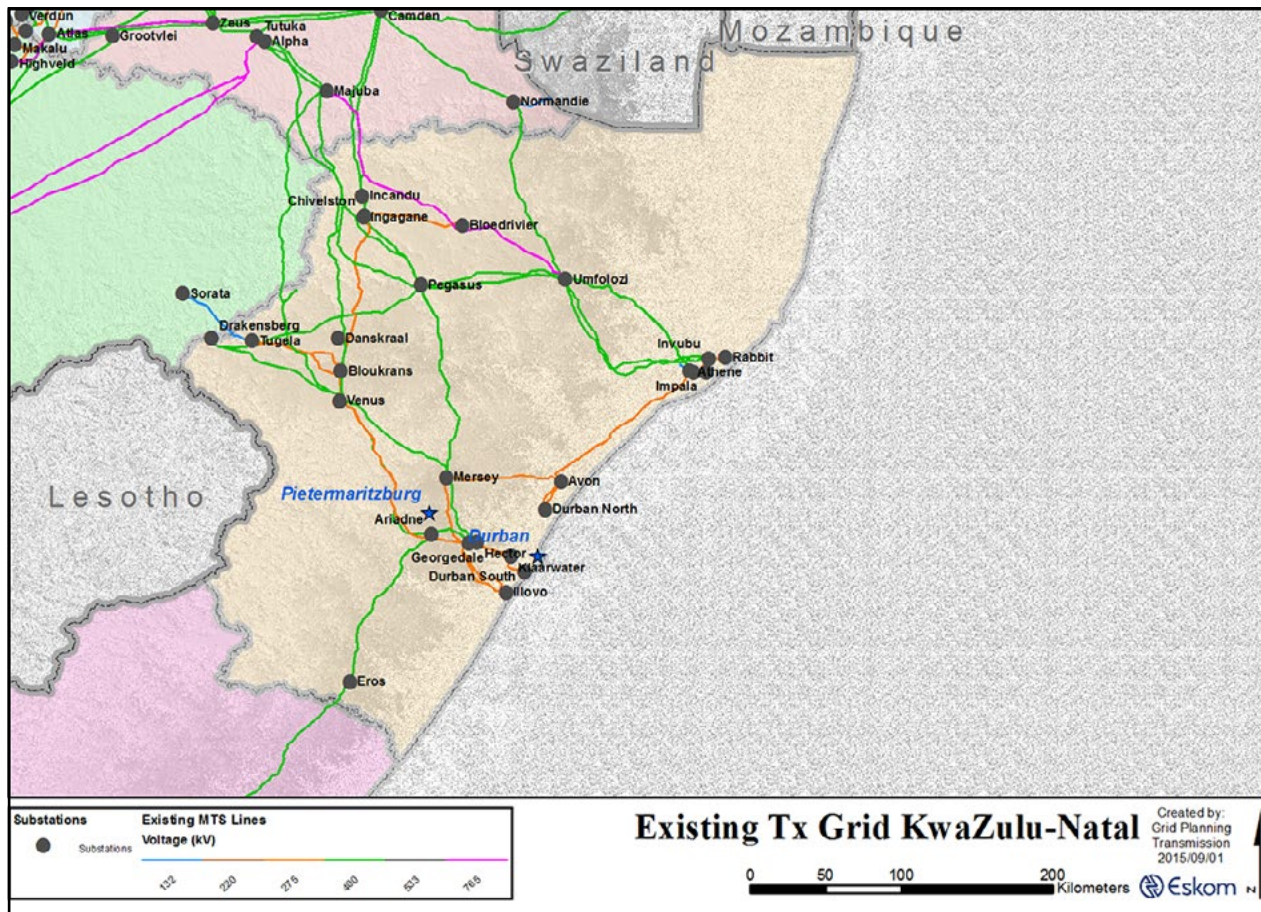 Verdun
Atlas
Makalu
Highveld
Grootvlei
Zeus
Tutuka
Alpha
Camden
Mozambique
Swaziland
Majuba
Normandie
Incandu
Chivelston
Ingagane
Bloedrivier
Pegasus
Umfolozi
Sorata
Drakensberg
Tugela
Danskraal
Bloukrans
Venus
Invubu
Rabbit
Impala
Athene
Lesotho
Mersey
Avon
Pietermaritzburg
Durban North
Ariadne
Durban
Georgedale
Hector
Klaarwater
Durban South
Illovo
Eros
Substations
Substations
Existing MTS Lines
Voltage (kV)
132 220 275 400 533 765
Existing Tx Grid KwaZulu-Natal
Created by:
Grid Planning
Transmission
2015/09/01
0 50 100 200
Kilometers
Eskom
N